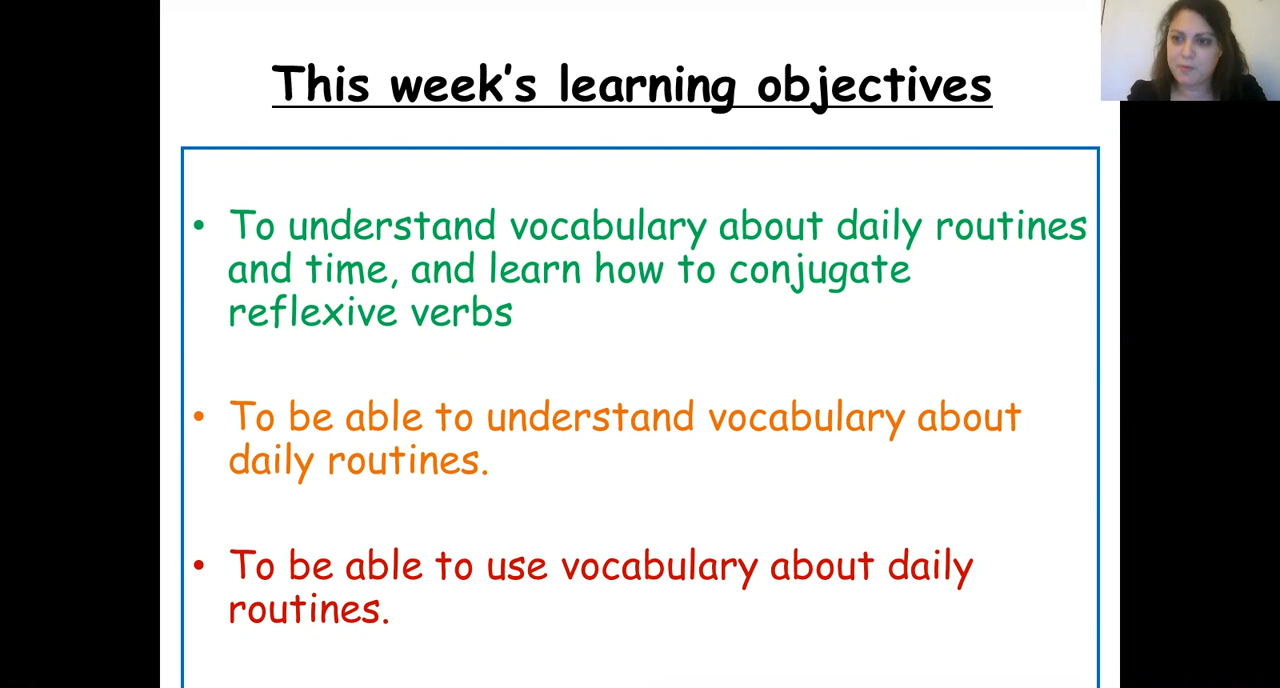 This week's learning objectives
• To understand vocabulary about daily routines
and time, and learn how to conjugate
reflexive verbs
• To be able to understand vocabulary about
daily routines.
• To be able to use vocabulary about daily
routines.